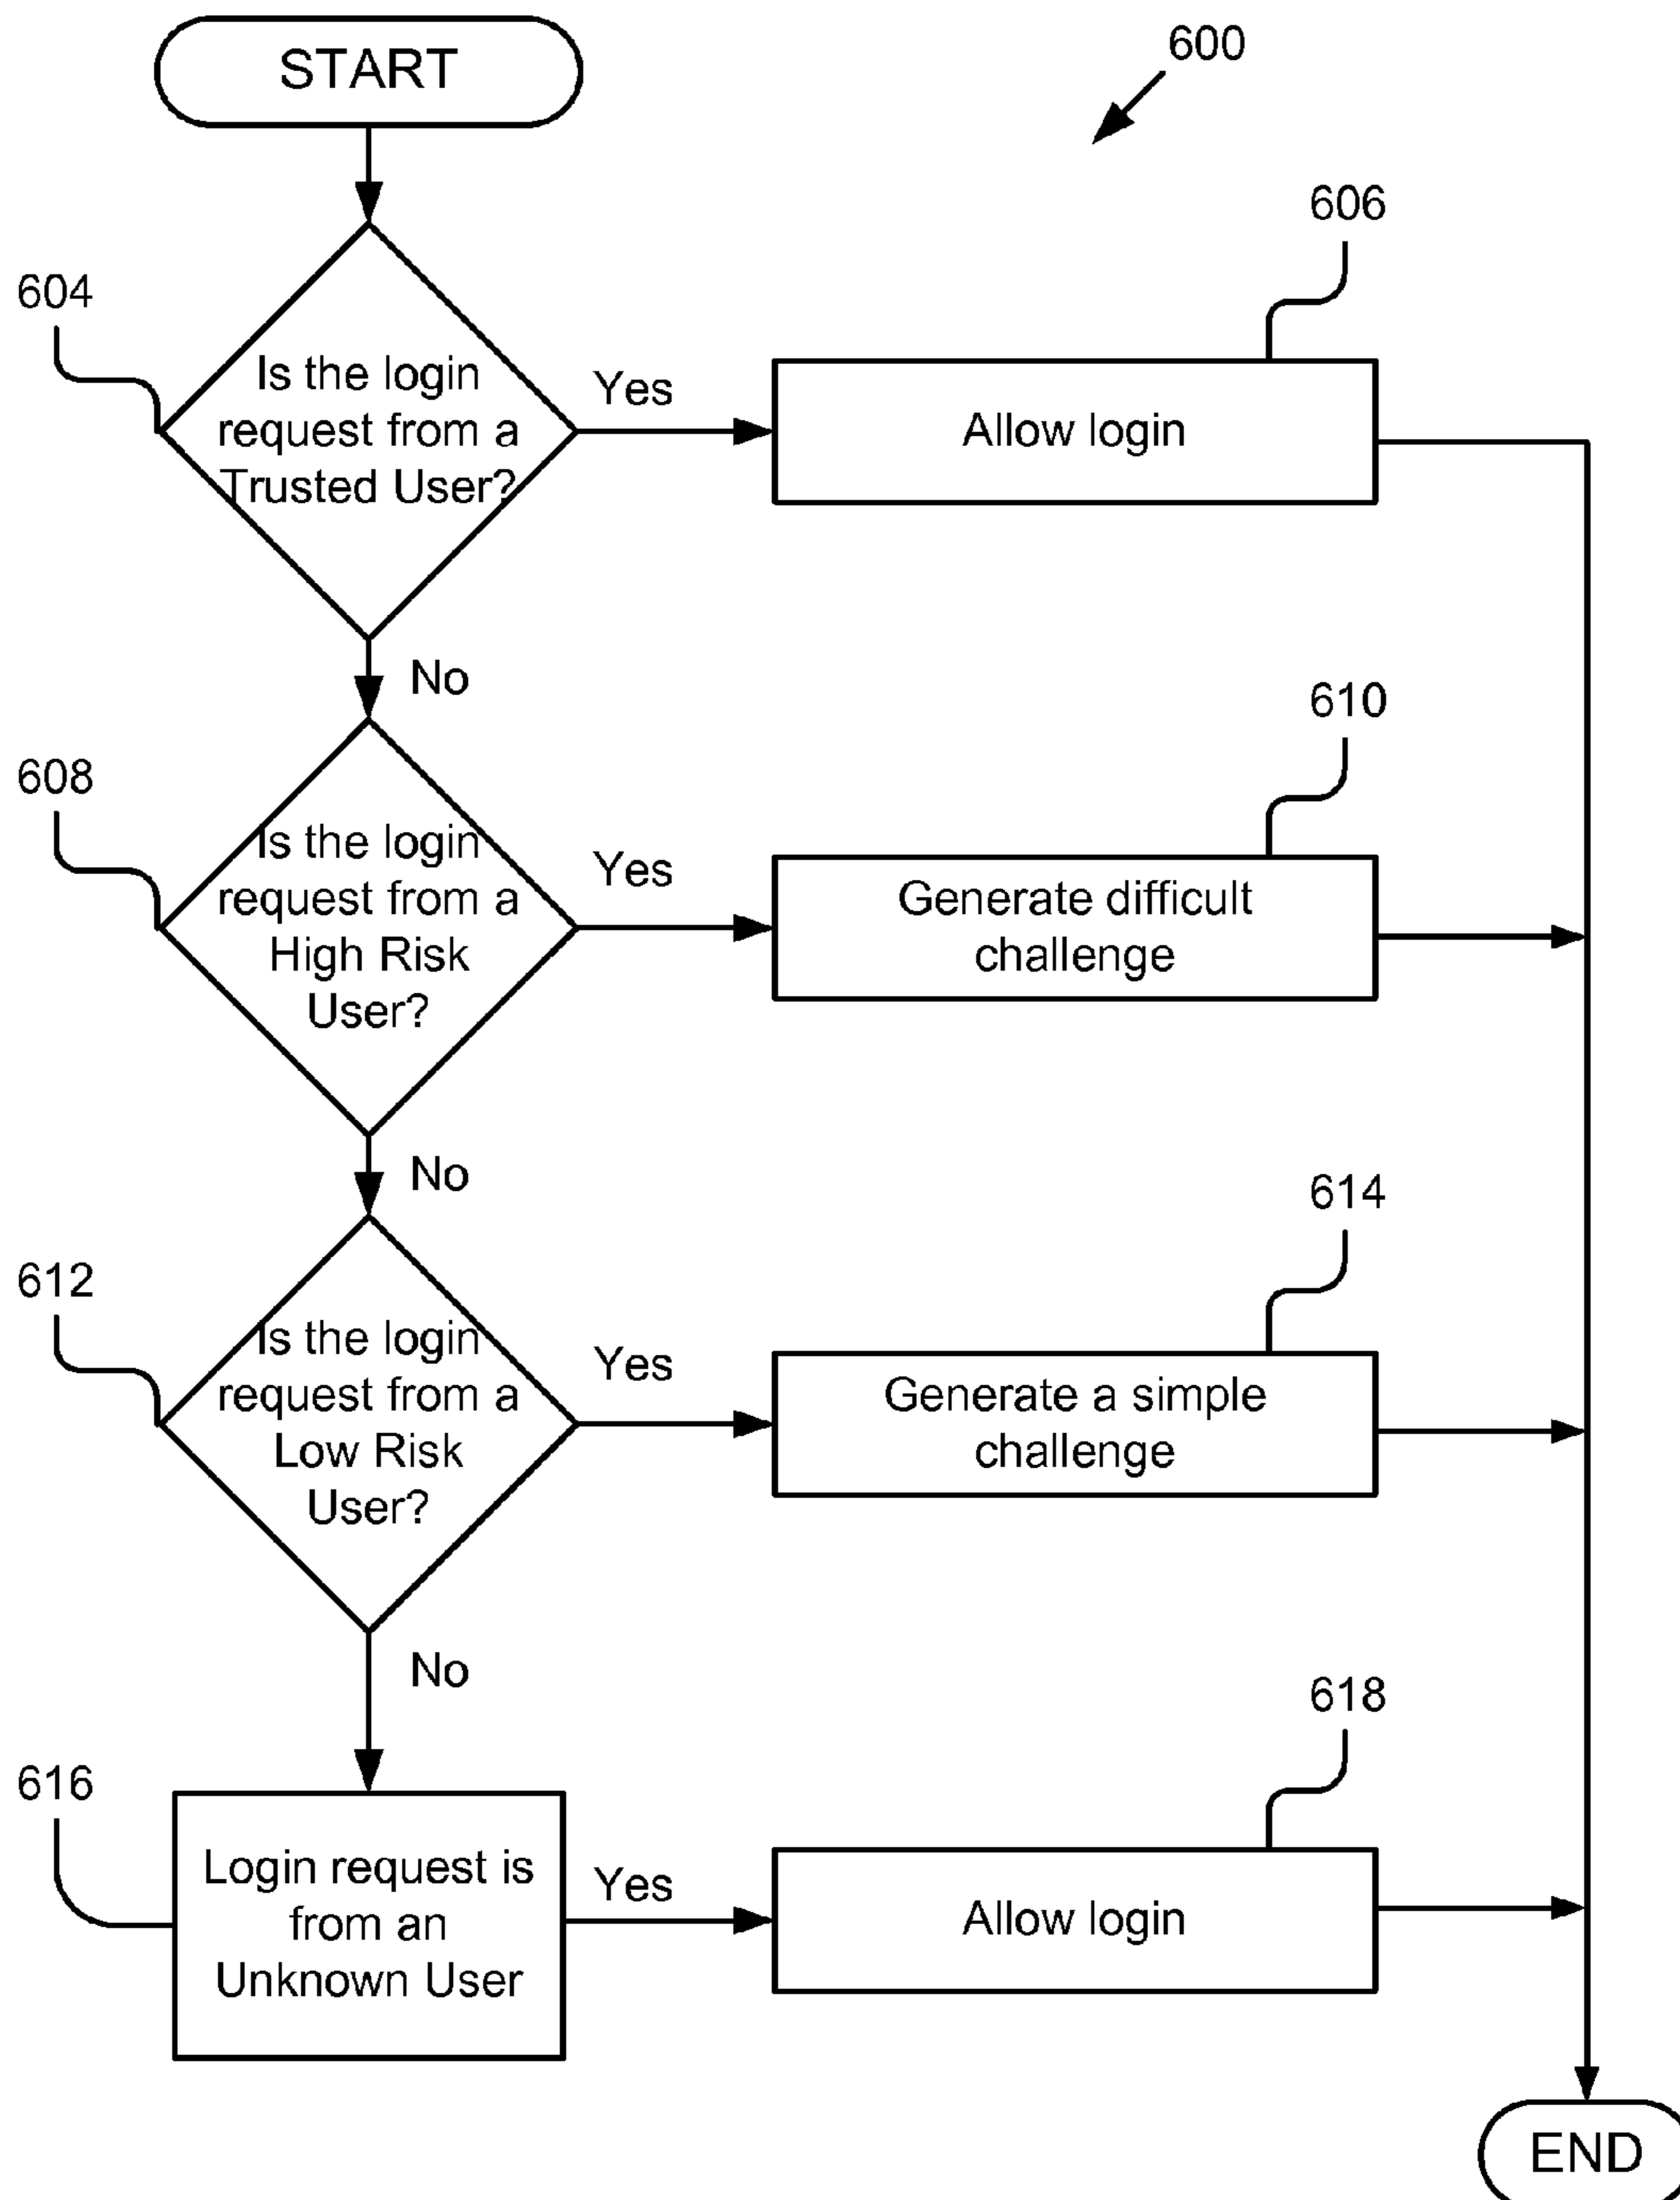 START
600
606
604
Is the login
request from a
Trusted User?
Yes
Allow login
No
610
608
Is the login
request from a
High Risk
User?
Yes
Generate difficult
challenge
No
614
612
Is the login
request from a
Low Risk
User?
Yes
Generate a simple
challenge
No
618
616
Login request is
from an
Unknown User
Yes
Allow login
END